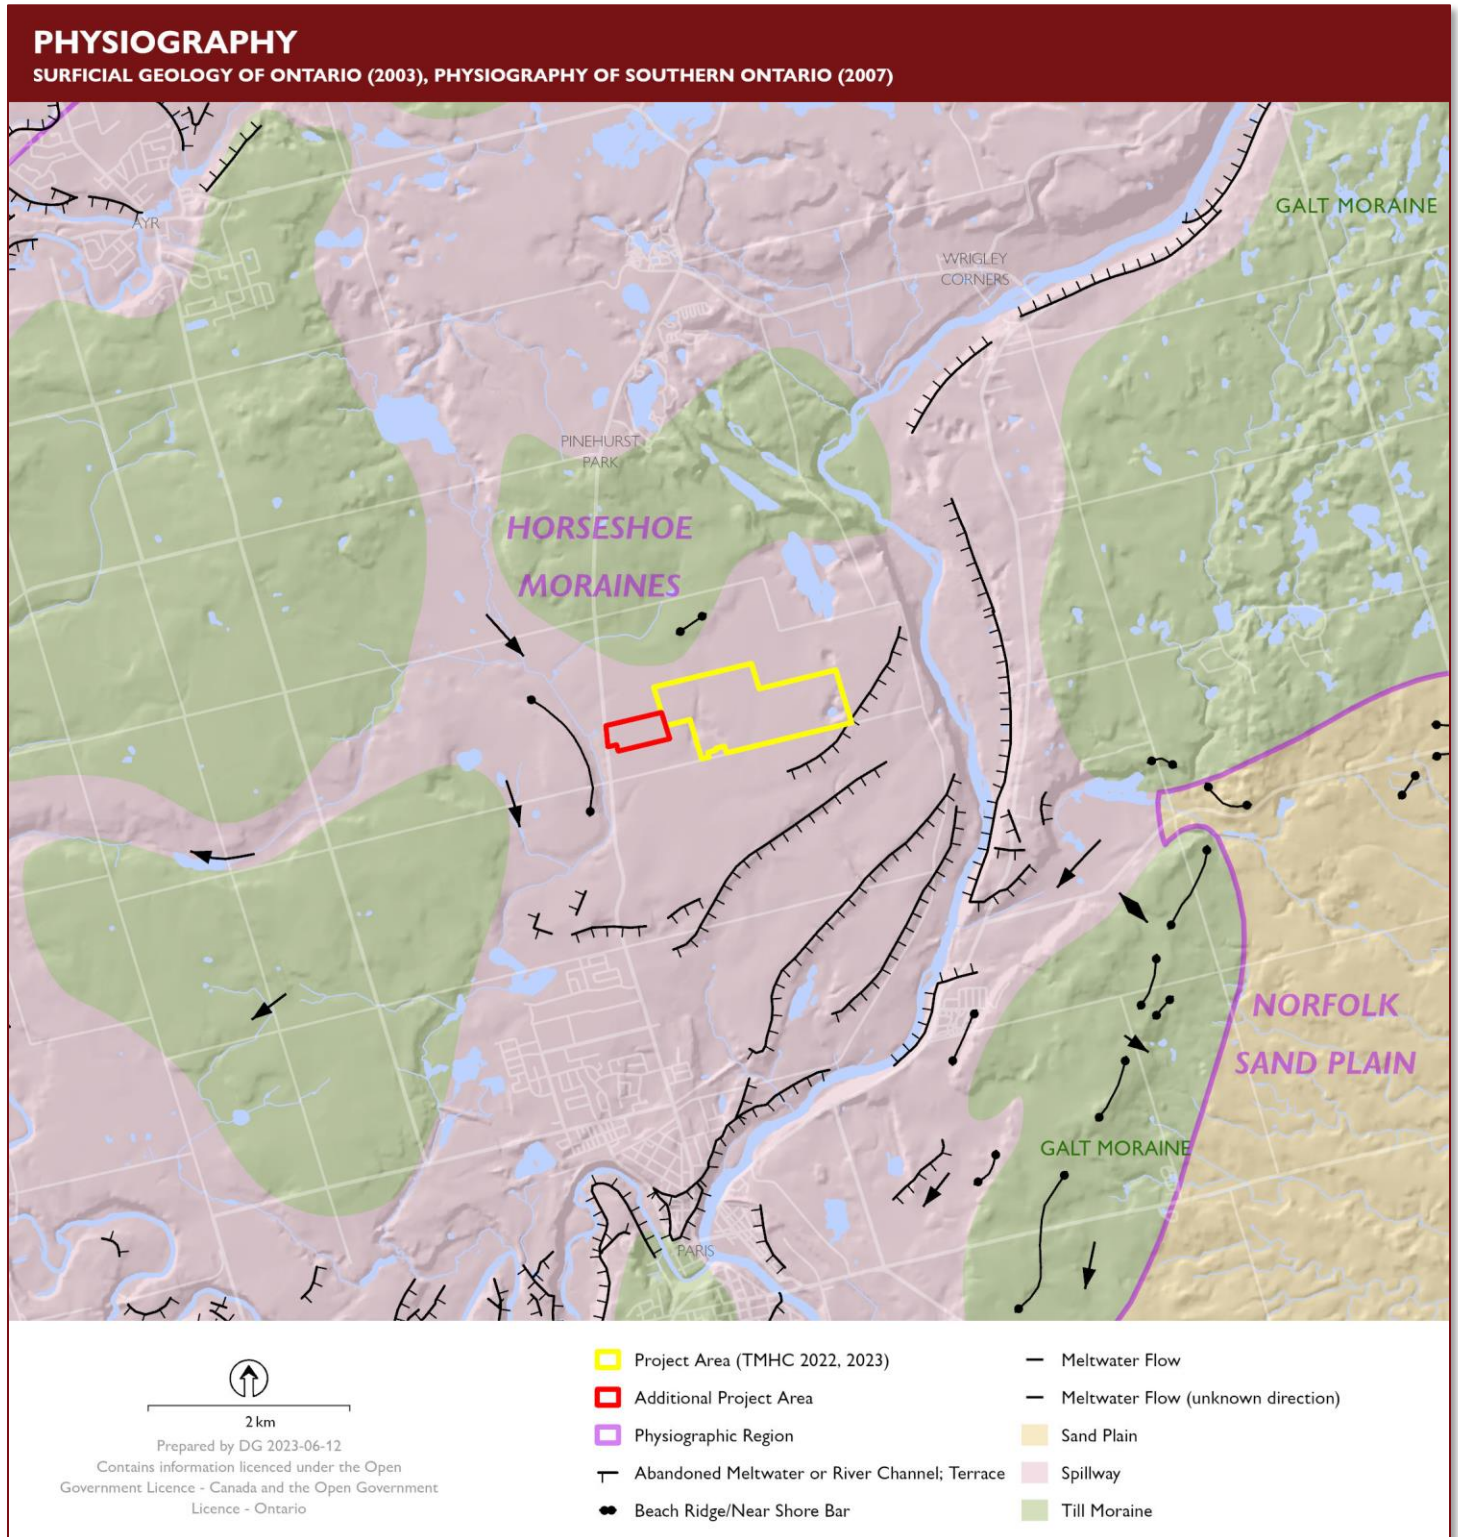 PHYSIOGRAPHY
SURFICIAL GEOLOGY OF ONTARIO (2003), PHYSIOGRAPHY OF SOUTHERN ONTARIO (2007)
GALT MORAINE
AYR
WRIGLEY
CORNERS
PINEHURST
PARK
HORSESHOE
MORAINES
NORFOLK
SAND PLAIN
GALT MORAINE
PARIS
2 km
Prepared by DG 2023-06-12
Contains information licenced under the Open
Government Licence - Canada and the Open Government
Licence - Ontario
Project Area (TMHC 2022, 2023)
Additional Project Area
Physiographic Region
Abandoned Meltwater or River Channel; Terrace
Beach Ridge/Near Shore Bar
Meltwater Flow
Meltwater Flow (unknown direction)
Sand Plain
Spillway
Till Moraine